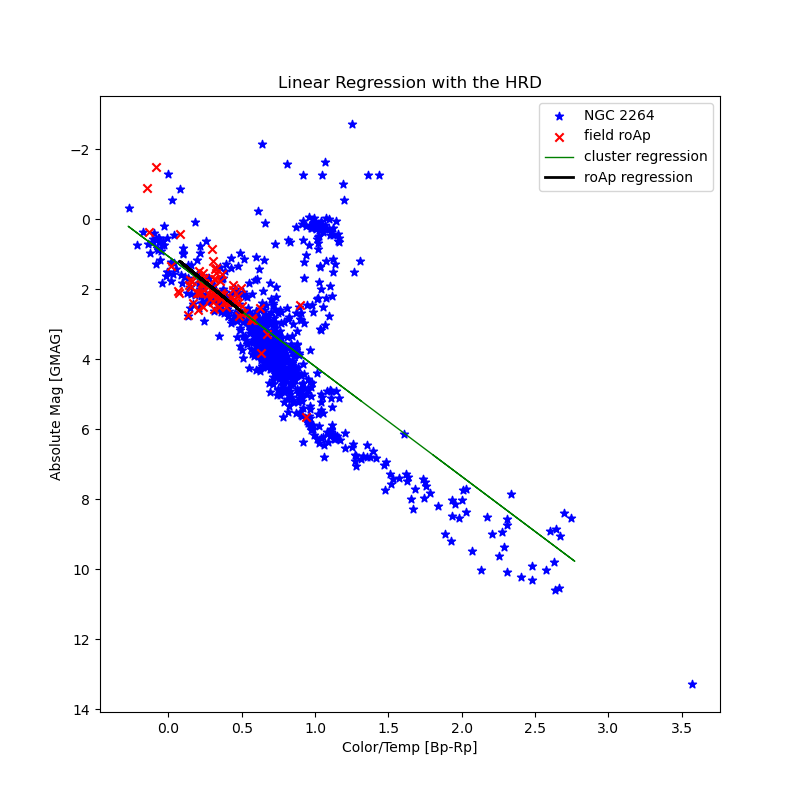 Linear Regression with the HRD
NGC 2264
field roAp
cluster regression
roAp regression
−2
0
2
4
6
8
10
12
14
Absolute Mag [GMAG]
0.0 0.5 1.0 1.5 2.0 2.5 3.0 3.5
Color/Temp [Bp-Rp]